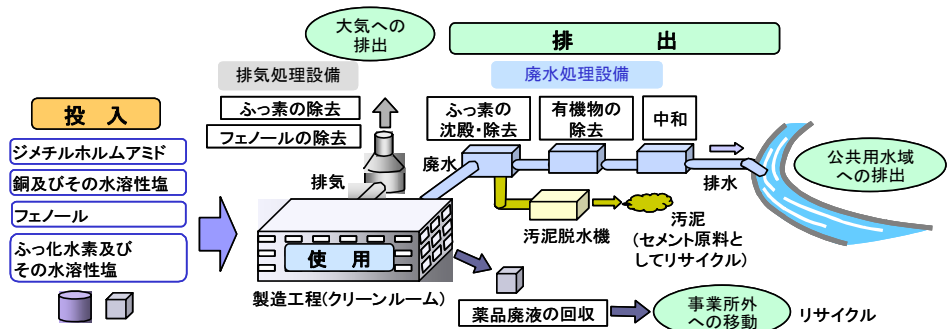 大気への
排出
排　出
排気処理設備
廃水処理設備
投　入
ふっ素の除去
フェノールの除去
ふっ素の
沈殿・除去
有機物の
除去
中和
ジメチルホルムアミド
銅及びその水溶性塩
フェノール
ふっ化水素及び
その水溶性塩
排気
廃水
排水
公共用水域
への排出
汚泥脱水機
汚泥
(セメント原料と
してリサイクル)
使　用
製造工程(クリーンルーム)
薬品廃液の回収
事業所外
への移動
リサイクル